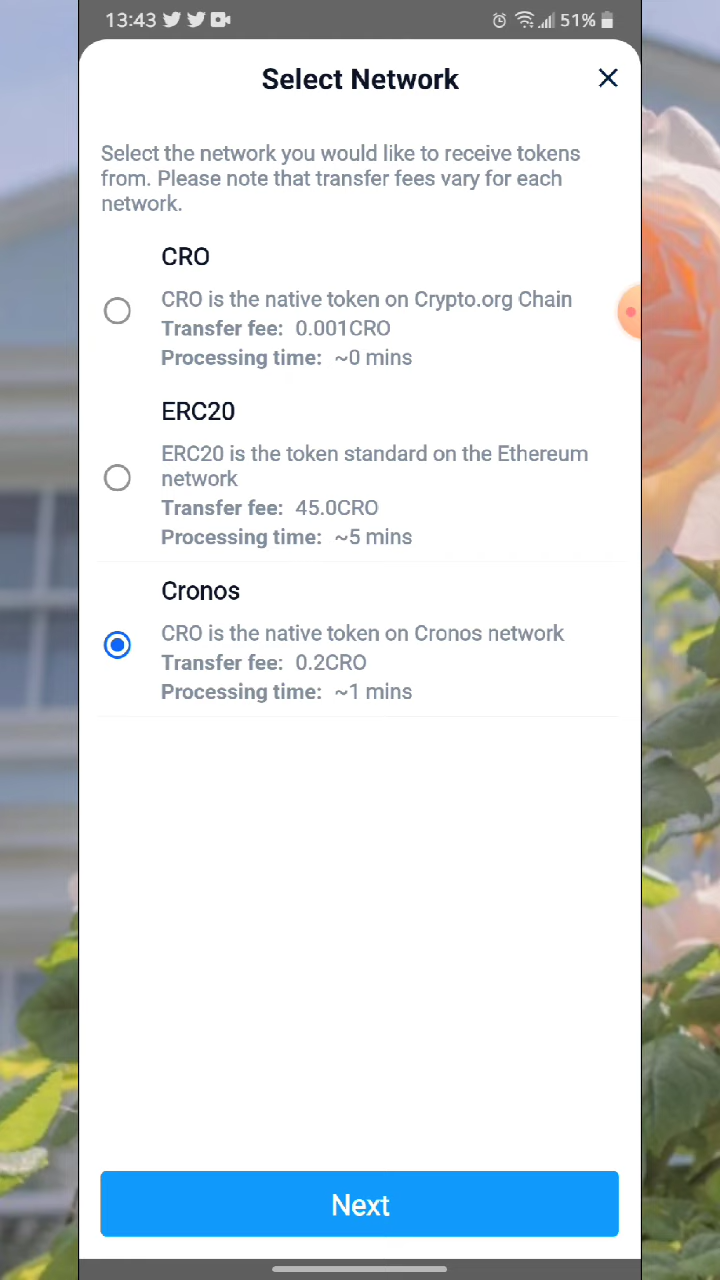 13:43 51%
Select Network
Select the network you would like to receive tokens
from. Please note that transfer fees vary for each
network.
CRO
CRO is the native token on Crypto.org Chain
Transfer fee: 0.001CRO
Processing time: ~0 mins
ERC20
ERC20 is the token standard on the Ethereum
network
Transfer fee: 45.0CRO
Processing time: ~5 mins
Cronos
CRO is the native token on Cronos network
Transfer fee: 0.2CRO
Processing time: ~1 mins
Next